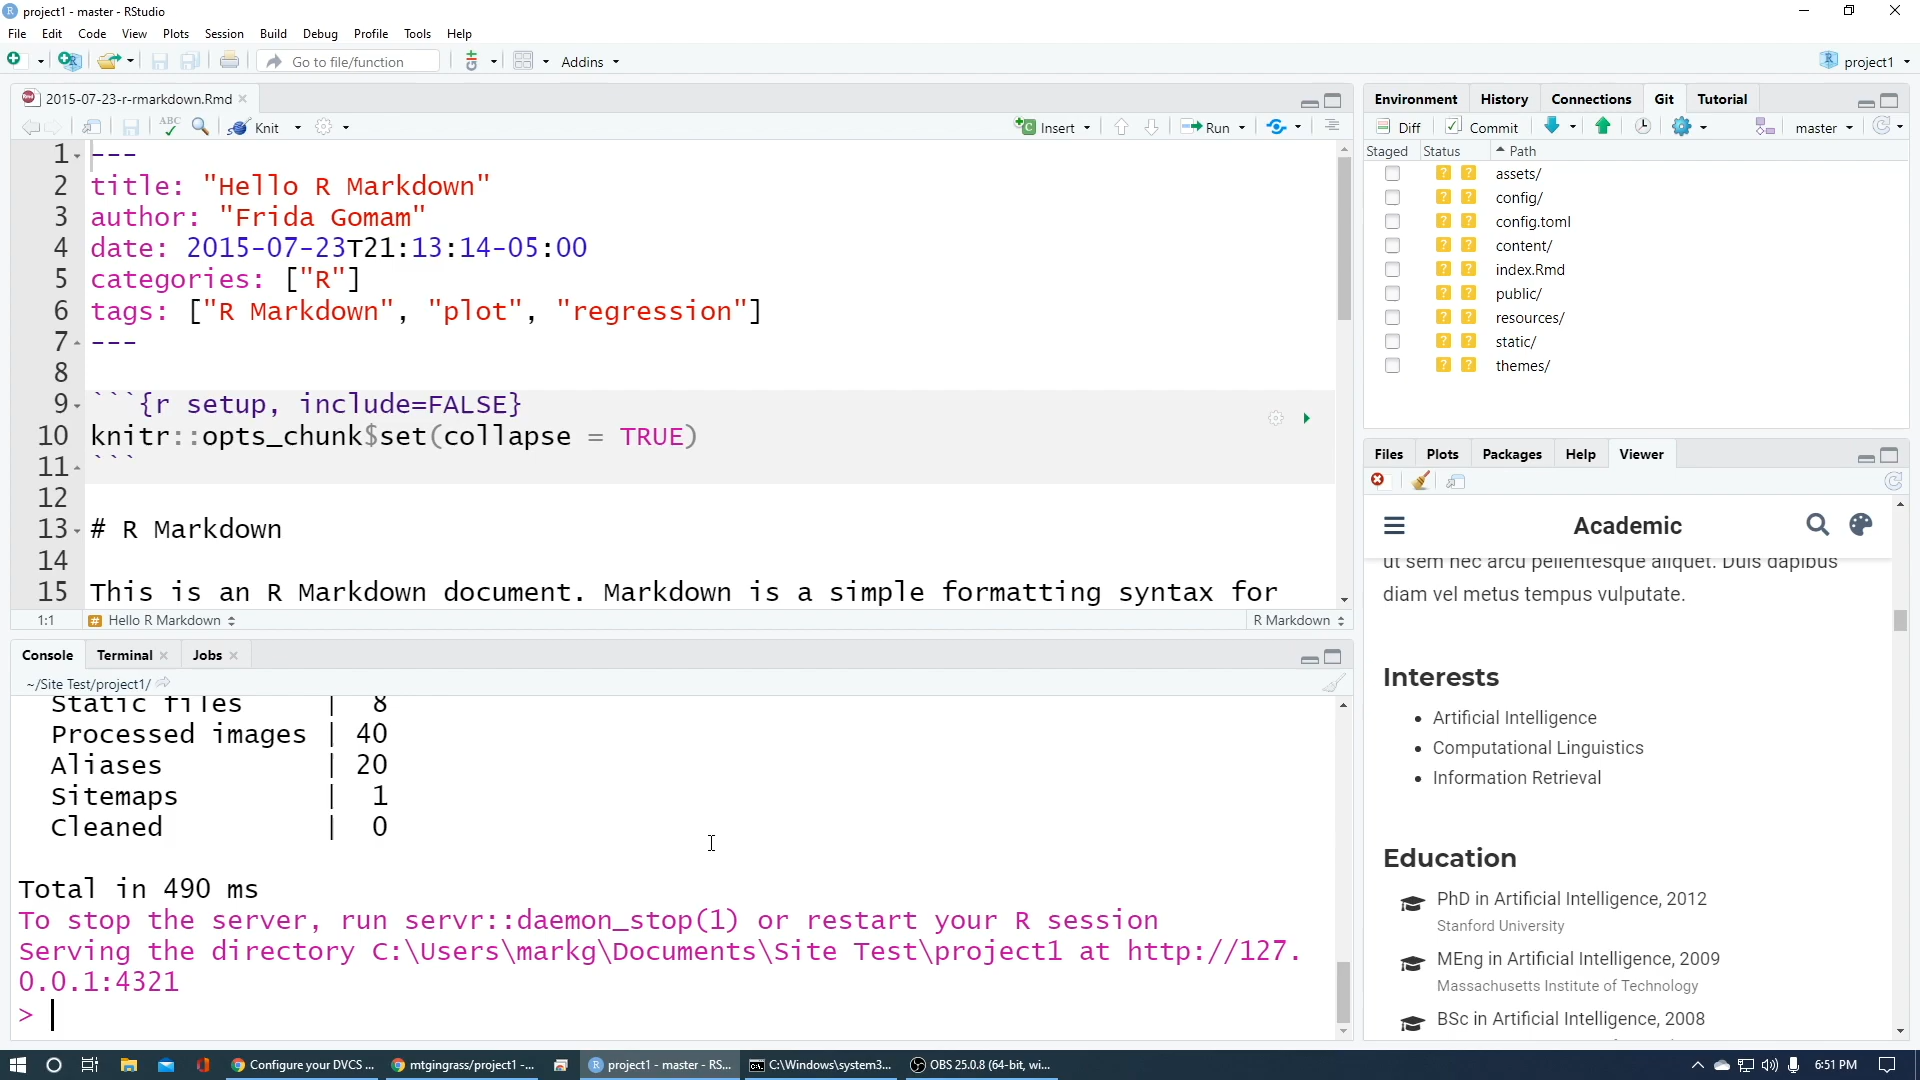 project1 - master - RStudio
File Edit Code View Plots Session Build Debug Profile Tools Help
Go to file/function Addins project1
2015-07-23-r-rmarkdown.Rmd
ABC Knit Insert Run
1 ---
2 title: "Hello R Markdown"
3 author: "Frida Gomam"
4 date: 2015-07-23T21:13:14-05:00
5 categories: ["R"]
6 tags: ["R Markdown", "plot", "regression"]
7 ---
8
9 ```{r setup, include=FALSE}
10 knitr::opts_chunk$set(collapse = TRUE)
11 ```
12
13 # R Markdown
14
15 This is an R Markdown document. Markdown is a simple formatting syntax for
1:1 # Hello R Markdown R Markdown
Console Terminal Jobs
~/Site Test/project1/
Static files | 8
Processed images | 40
Aliases | 20
Sitemaps | 1
Cleaned | 0
Total in 490 ms
To stop the server, run servr::daemon_stop(1) or restart your R session
Serving the directory C:\Users\markg\Documents\Site Test\project1 at http://127.
0.0.1:4321
>
Environment History Connections Git Tutorial
Diff Commit master
Staged Status Path
? ? assets/
? ? config/
? ? config.toml
? ? content/
? ? index.Rmd
? ? public/
? ? resources/
? ? static/
? ? themes/
Files Plots Packages Help Viewer
Academic
ut sem nec arcu pellentesque aliquet. Duis dapibus
diam vel metus tempus vulputate.
Interests
• Artificial Intelligence
• Computational Linguistics
• Information Retrieval
Education
PhD in Artificial Intelligence, 2012
Stanford University
MEng in Artificial Intelligence, 2009
Massachusetts Institute of Technology
BSc in Artificial Intelligence, 2008
Configure your DVCS ... mtgingrass/project1 -... project1 - master - RS... C:\Windows\system3... OBS 25.0.8 (64-bit, wi... 6:51 PM